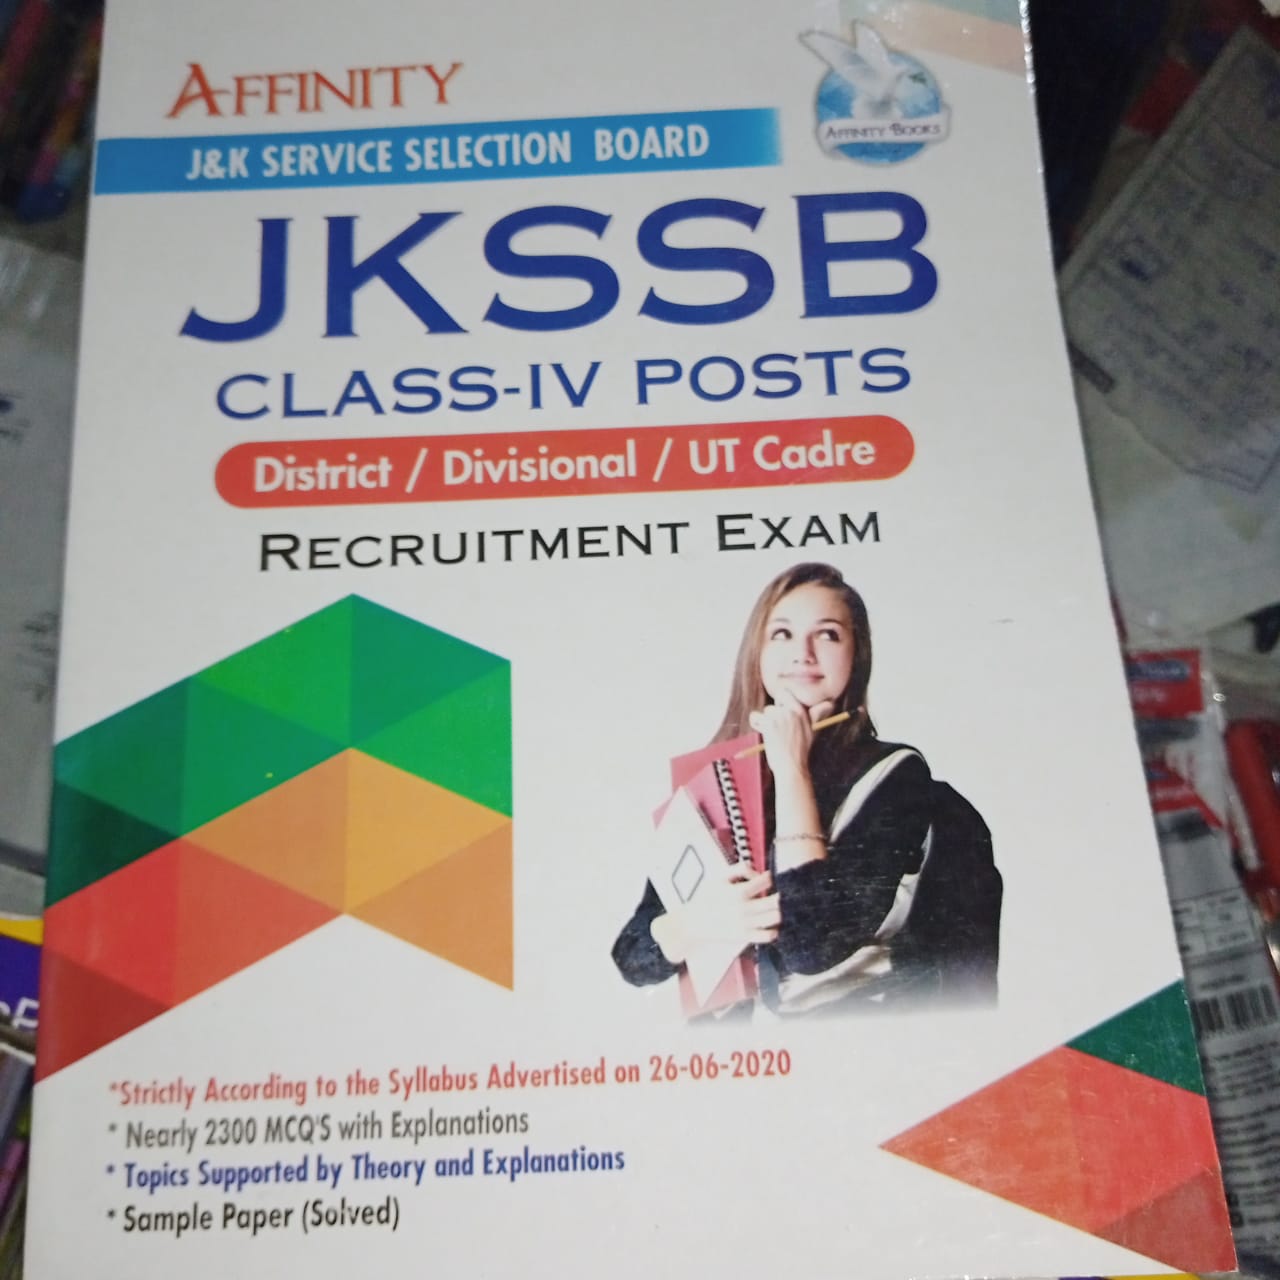 AFFINITY
AFFINITY BOOKS
J&K SERVICE SELECTION BOARD
JKSSB
CLASS-IV POSTS
District / Divisional / UT Cadre
RECRUITMENT EXAM
*Strictly According to the Syllabus Advertised on 26-06-2020
* Nearly 2300 MCQ'S with Explanations
* Topics Supported by Theory and Explanations
* Sample Paper (Solved)